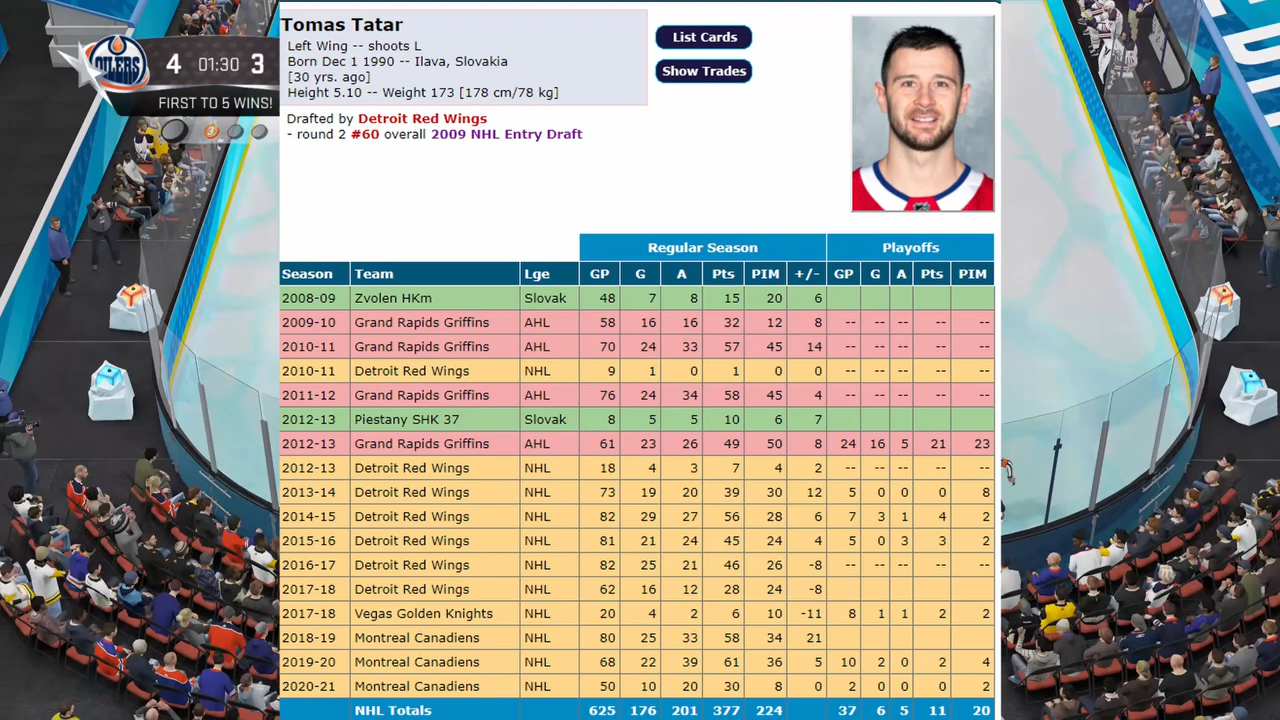 Tomas Tatar
Left Wing -- shoots L
Born Dec 1 1990 -- Ilava, Slovakia
[30 yrs. ago]
Height 5.10 -- Weight 173 [178 cm/78 kg]
Drafted by Detroit Red Wings
- round 2 #60 overall 2009 NHL Entry Draft
List Cards
Show Trades
OILERS
4 01:30 3
FIRST TO 5 WINS!
3
Regular Season Playoffs
Season Team Lge GP G A Pts PIM +/- GP G A Pts PIM
2008-09 Zvolen HKm Slovak 48 7 8 15 20 6
2009-10 Grand Rapids Griffins AHL 58 16 16 32 12 8 -- -- -- -- --
2010-11 Grand Rapids Griffins AHL 70 24 33 57 45 14 -- -- -- -- --
2010-11 Detroit Red Wings NHL 9 1 0 1 0 0 -- -- -- -- --
2011-12 Grand Rapids Griffins AHL 76 24 34 58 45 4 -- -- -- -- --
2012-13 Piestany SHK 37 Slovak 8 5 5 10 6 7
2012-13 Grand Rapids Griffins AHL 61 23 26 49 50 8 24 16 5 21 23
2012-13 Detroit Red Wings NHL 18 4 3 7 4 2 -- -- -- -- --
2013-14 Detroit Red Wings NHL 73 19 20 39 30 12 5 0 0 0 8
2014-15 Detroit Red Wings NHL 82 29 27 56 28 6 7 3 1 4 2
2015-16 Detroit Red Wings NHL 81 21 24 45 24 4 5 0 3 3 2
2016-17 Detroit Red Wings NHL 82 25 21 46 26 -8 -- -- -- -- --
2017-18 Detroit Red Wings NHL 62 16 12 28 24 -8
2017-18 Vegas Golden Knights NHL 20 4 2 6 10 -11 8 1 1 2 2
2018-19 Montreal Canadiens NHL 80 25 33 58 34 21
2019-20 Montreal Canadiens NHL 68 22 39 61 36 5 10 2 0 2 4
2020-21 Montreal Canadiens NHL 50 10 20 30 8 0 2 0 0 0 2
NHL Totals 625 176 201 377 224 37 6 5 11 20